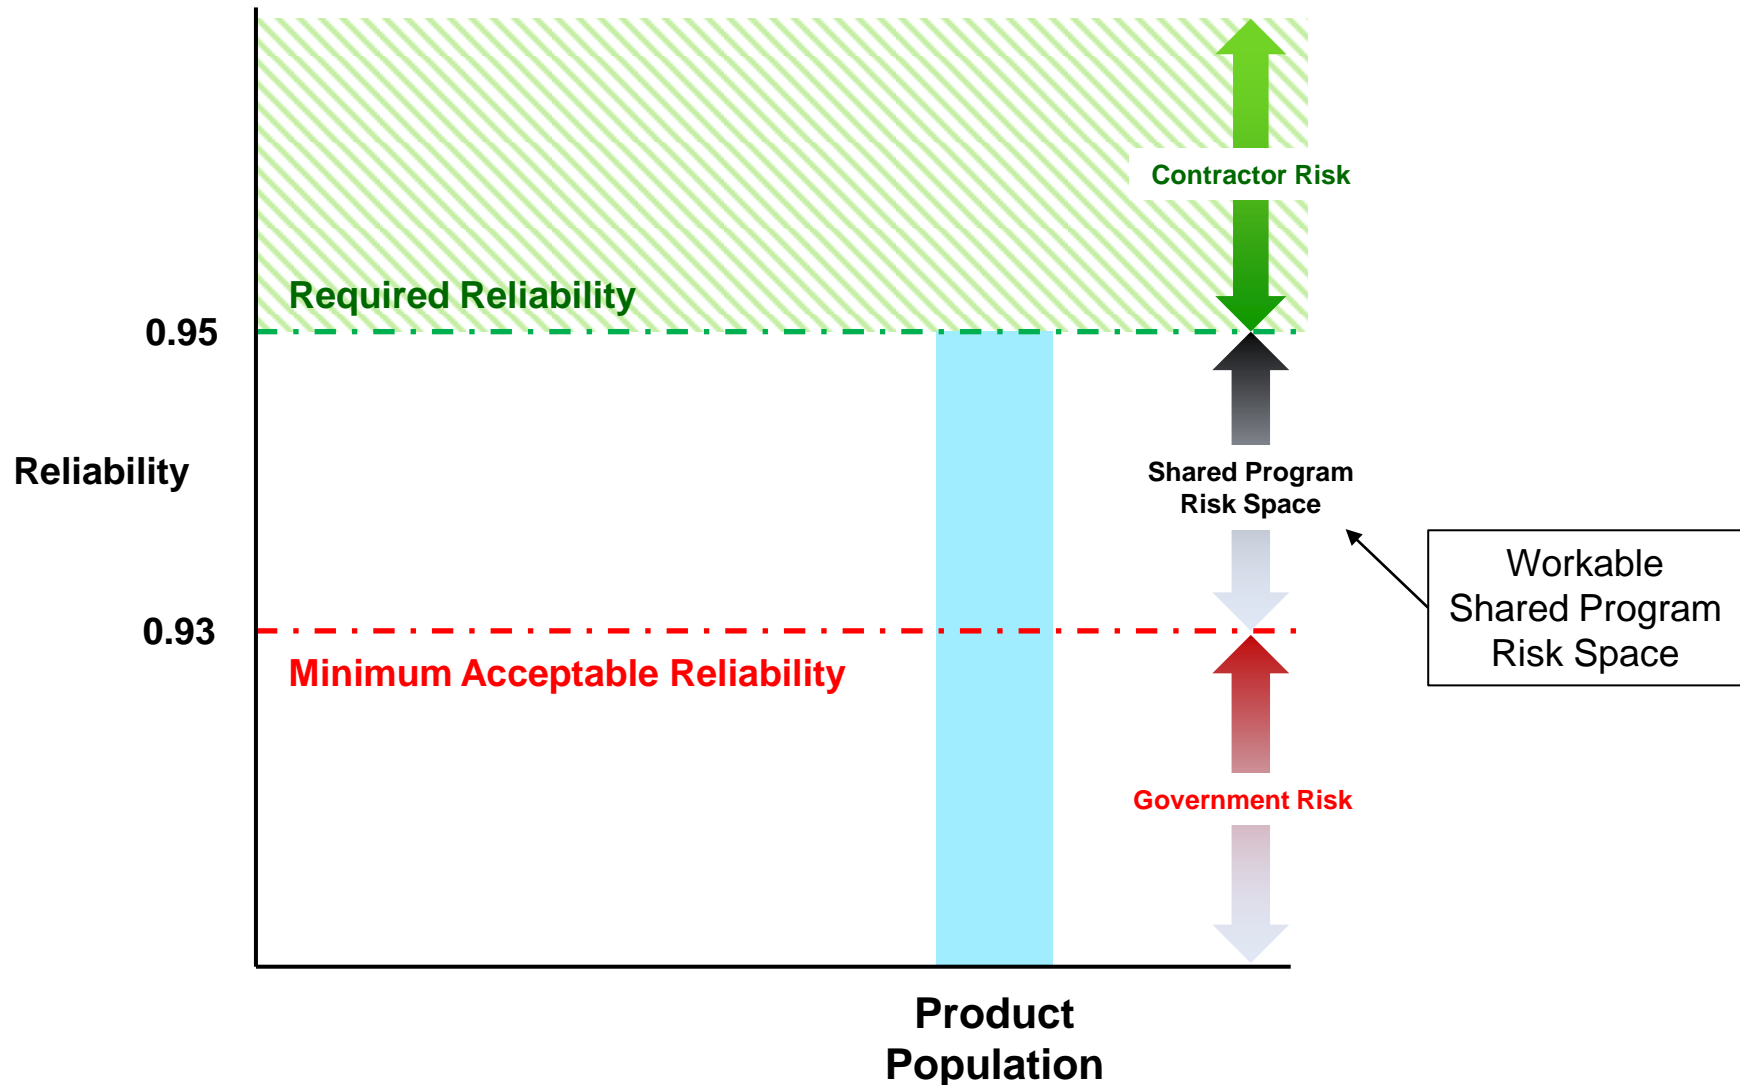 Contractor Risk
Required Reliability
0.95
Reliability
Shared Program
Risk Space
Workable
Shared Program
Risk Space
0.93
Minimum Acceptable Reliability
Government Risk
Product
Population